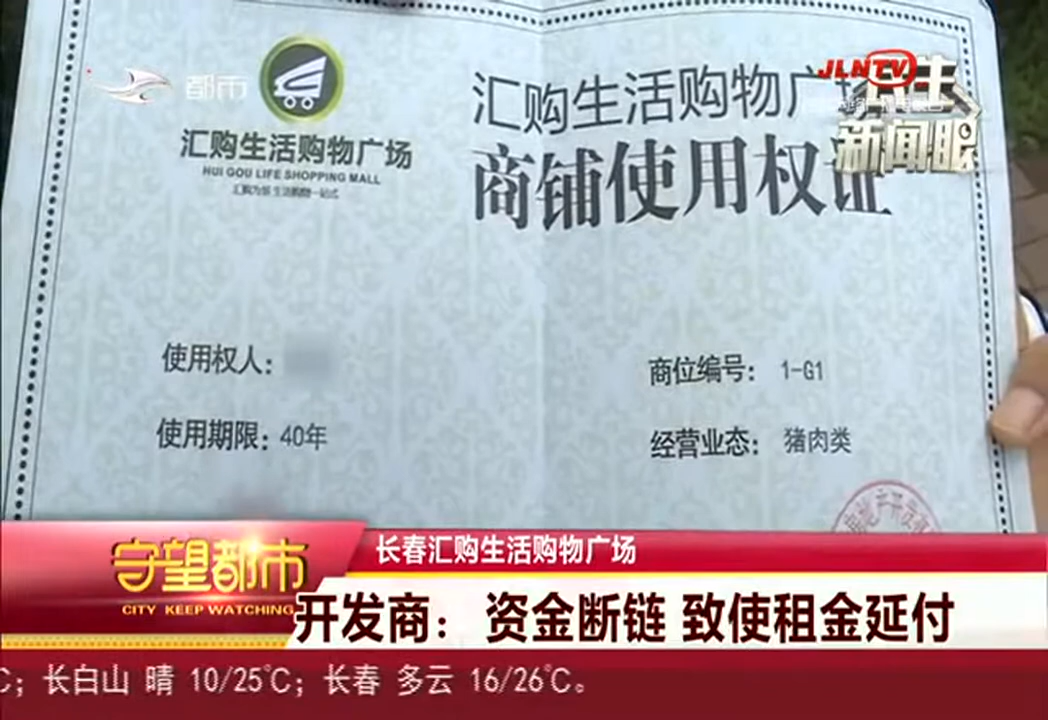 都市
JLNTV
新闻眼
汇购生活购物广场
HUI GOU LIFE SHOPPING MALL
汇购生活购物广
商铺使用权证
使用权人：
使用期限：40年
商位编号：1-G1
经营业态：猪肉类
守望都市
CITY KEEP WATCHING
长春汇购生活购物广场
开发商：资金断链 致使租金延付
C；长白山 晴 10/25℃；长春 多云 16/26℃。